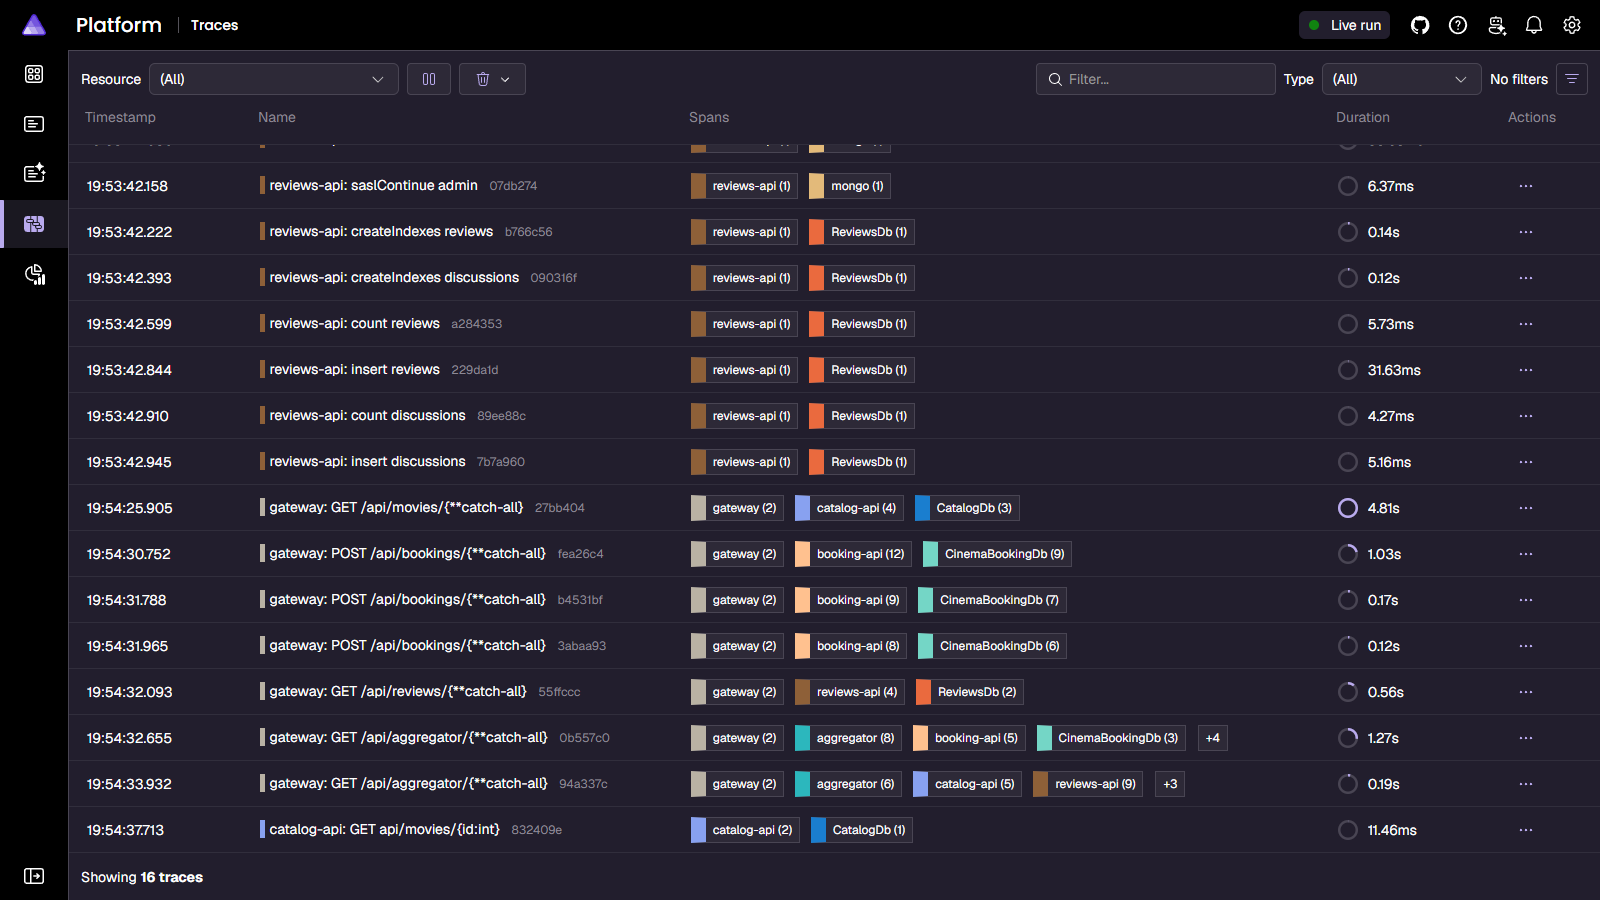 Platform
Traces
Live run
Resource (All)
Filter...
Type (All)
No filters
Timestamp Name Spans Duration Actions
19:53:42.158 reviews-api: saslContinue admin 07db274 reviews-api (1) mongo (1) 6.37ms ...
19:53:42.222 reviews-api: createIndexes reviews b766c56 reviews-api (1) ReviewsDb (1) 0.14s ...
19:53:42.393 reviews-api: createIndexes discussions 090316f reviews-api (1) ReviewsDb (1) 0.12s ...
19:53:42.599 reviews-api: count reviews a284353 reviews-api (1) ReviewsDb (1) 5.73ms ...
19:53:42.844 reviews-api: insert reviews 229da1d reviews-api (1) ReviewsDb (1) 31.63ms ...
19:53:42.910 reviews-api: count discussions 89ee88c reviews-api (1) ReviewsDb (1) 4.27ms ...
19:53:42.945 reviews-api: insert discussions 7b7a960 reviews-api (1) ReviewsDb (1) 5.16ms ...
19:54:25.905 gateway: GET /api/movies/{**catch-all} 27bb404 gateway (2) catalog-api (4) CatalogDb (3) 4.81s ...
19:54:30.752 gateway: POST /api/bookings/{**catch-all} fea26c4 gateway (2) booking-api (12) CinemaBookingDb (9) 1.03s ...
19:54:31.788 gateway: POST /api/bookings/{**catch-all} b4531bf gateway (2) booking-api (9) CinemaBookingDb (7) 0.17s ...
19:54:31.965 gateway: POST /api/bookings/{**catch-all} 3abaa93 gateway (2) booking-api (8) CinemaBookingDb (6) 0.12s ...
19:54:32.093 gateway: GET /api/reviews/{**catch-all} 55ffccc gateway (2) reviews-api (4) ReviewsDb (2) 0.56s ...
19:54:32.655 gateway: GET /api/aggregator/{**catch-all} 0b557c0 gateway (2) aggregator (8) booking-api (5) CinemaBookingDb (3) +4 1.27s ...
19:54:33.932 gateway: GET /api/aggregator/{**catch-all} 94a337c gateway (2) aggregator (6) catalog-api (5) reviews-api (9) +3 0.19s ...
19:54:37.713 catalog-api: GET api/movies/{id:int} 832409e catalog-api (2) CatalogDb (1) 11.46ms ...
Showing 16 traces